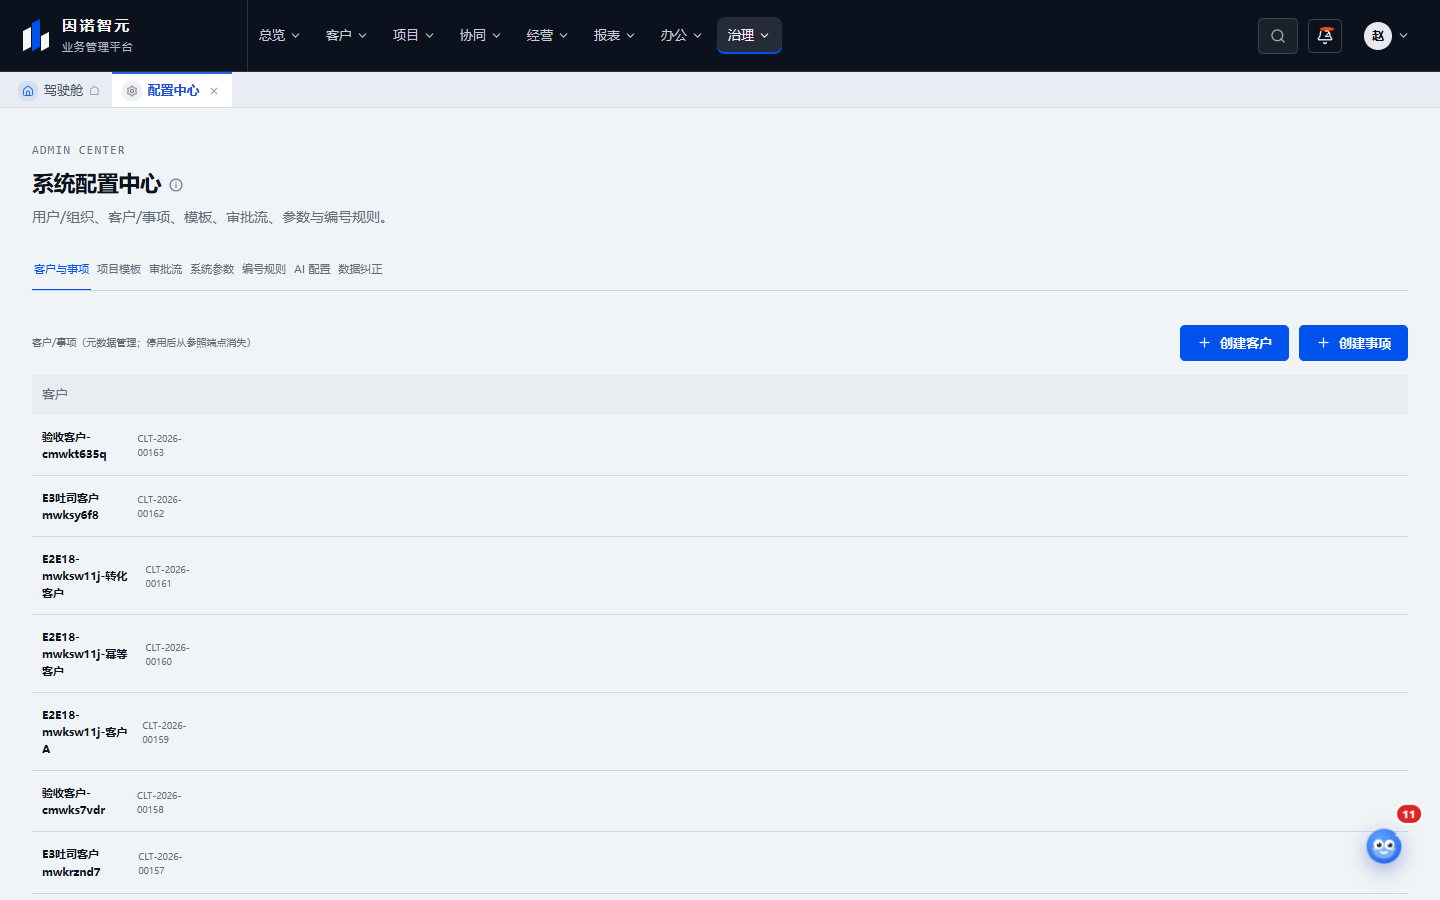 因诺智元
业务管理平台
总览 客户 项目 协同 经营 报表 办公 治理
赵
驾驶舱 配置中心
ADMIN CENTER
系统配置中心
用户/组织、客户/事项、模板、审批流、参数与编号规则。
客户与事项 项目模板 审批流 系统参数 编号规则 AI 配置 数据纠正
客户/事项（元数据管理；停用后从参照端点消失）
创建客户 创建事项
客户
验收客户-
cmwkt635q
CLT-2026-
00163
E3吐司客户
mwksy6f8
CLT-2026-
00162
E2E18-
mwksw11j-转化
客户
CLT-2026-
00161
E2E18-
mwksw11j-幂等
客户
CLT-2026-
00160
E2E18-
mwksw11j-客户
A
CLT-2026-
00159
验收客户-
cmwks7vdr
CLT-2026-
00158
E3吐司客户
mwkrznd7
CLT-2026-
00157
11